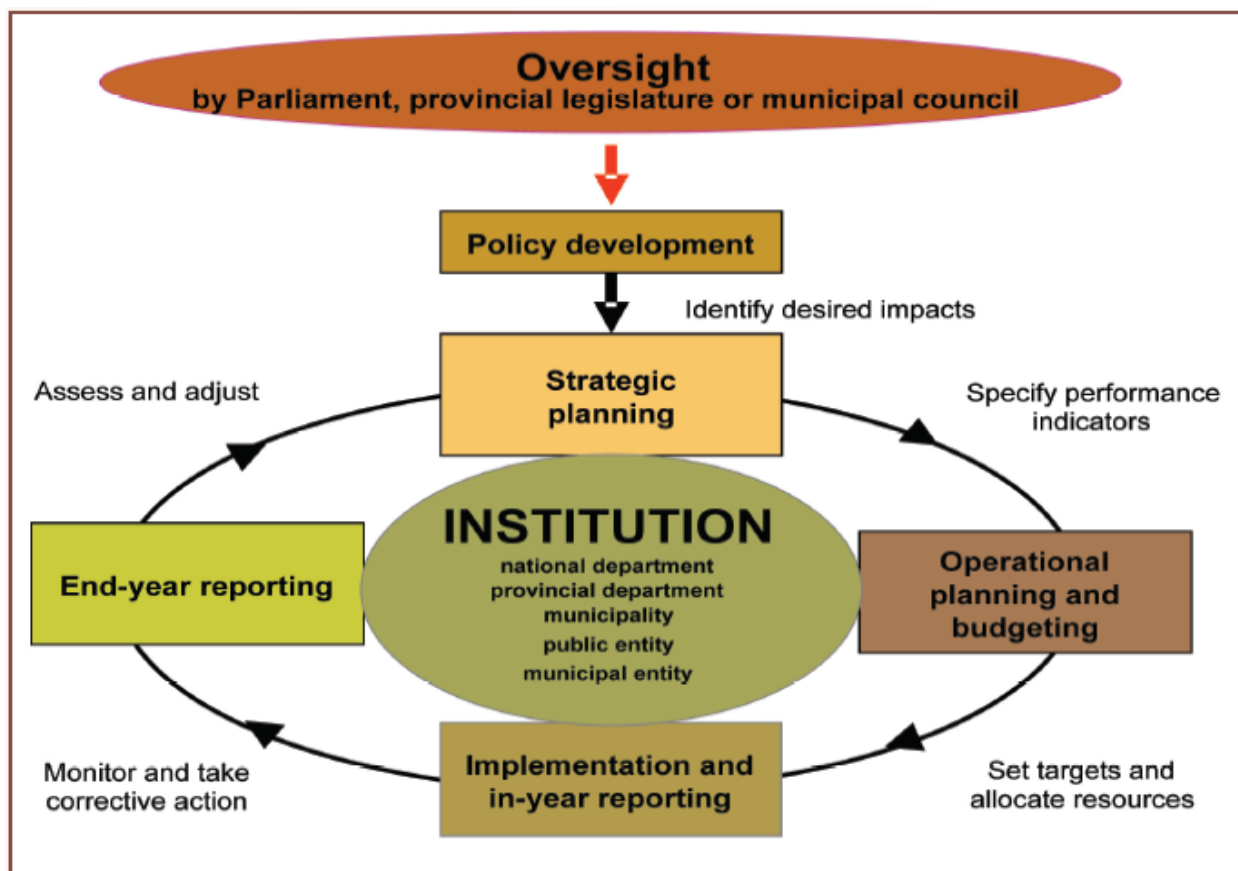 Oversight
by Parliament, provincial legislature or municipal council
Policy development
Identify desired impacts
Strategic
planning
Assess and adjust
Specify performance
indicators
INSTITUTION
national department
provincial department
municipality
public entity
municipal entity
End-year reporting
Operational
planning and
budgeting
Implementation and
in-year reporting
Monitor and take
corrective action
Set targets and
allocate resources